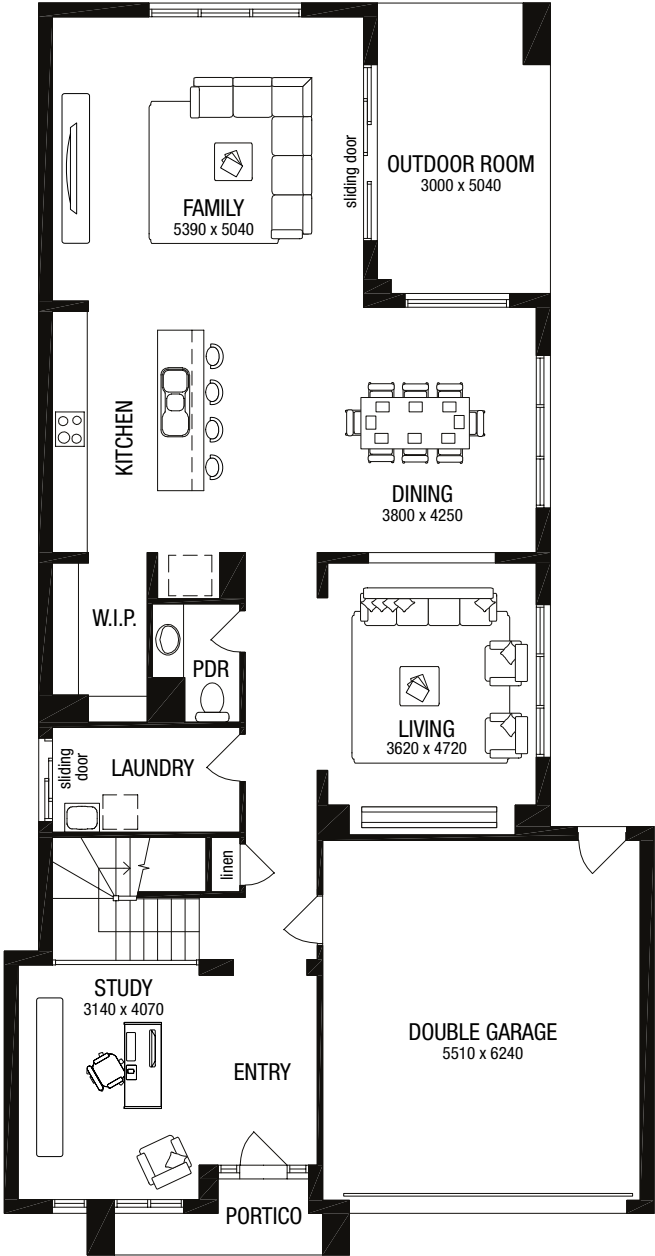 OUTDOOR ROOM
3000 x 5040
sliding door
FAMILY
5390 x 5040
KITCHEN
DINING
3800 x 4250
W.I.P.
PDR
LIVING
3620 x 4720
sliding
door
LAUNDRY
linen
STUDY
3140 x 4070
DOUBLE GARAGE
5510 x 6240
ENTRY
PORTICO